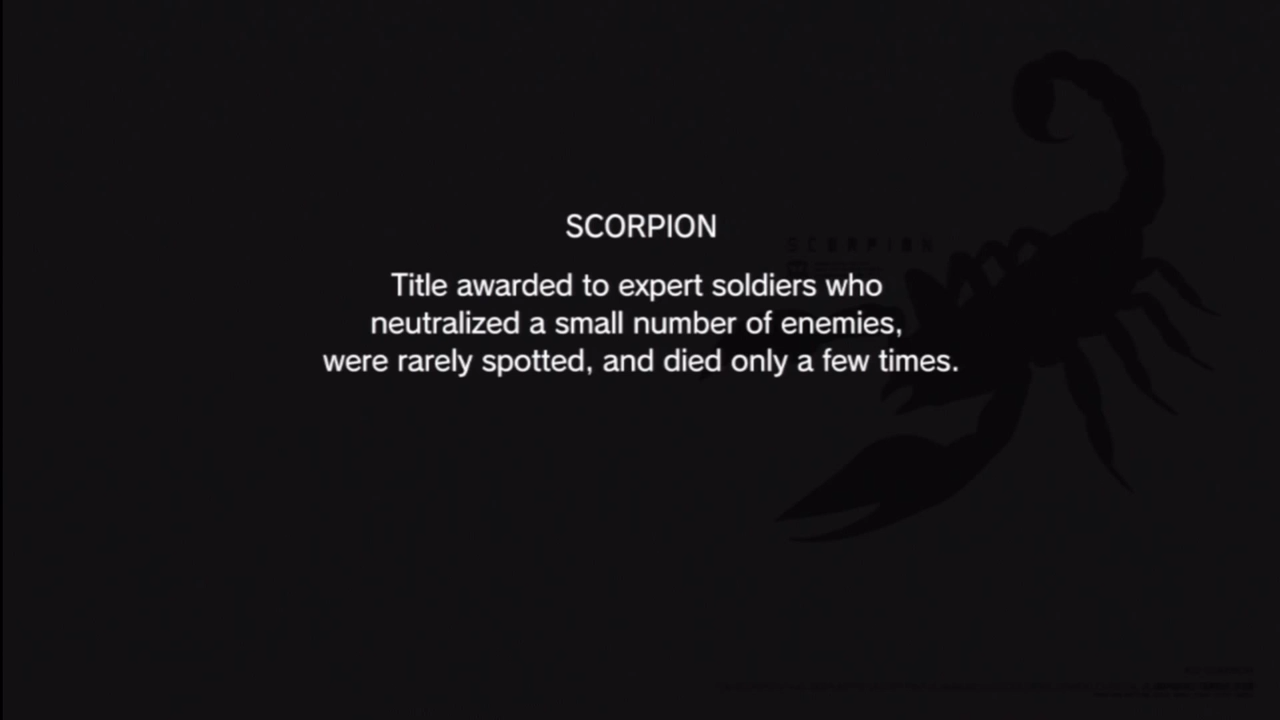 SCORPION
Title awarded to expert soldiers who
neutralized a small number of enemies,
were rarely spotted, and died only a few times.
SCORPION